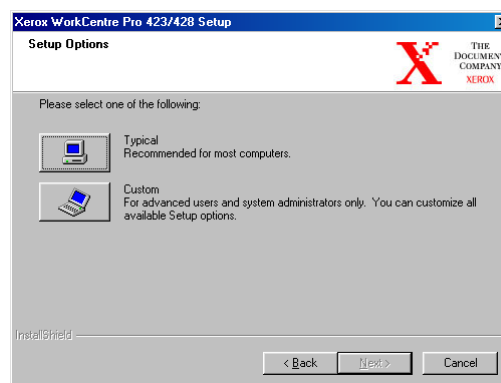 Xerox WorkCentre Pro 423/428 Setup
Setup Options
THE
DOCUMENT
COMPANY
XEROX
Please select one of the following:
Typical
Recommended for most computers.
Custom
For advanced users and system administrators only. You can customize all
available Setup options.
InstallShield
< Back
Next >
Cancel